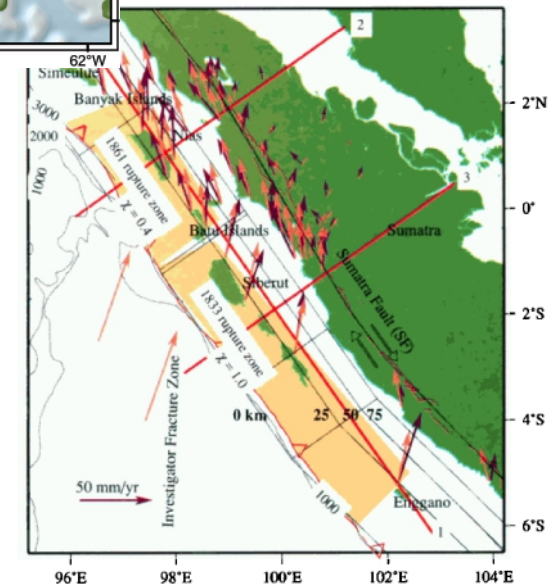 62°W
2
Simeulue
Banyak Islands
2°N
3000
2000
Nias
1861 rupture zone
χ = 0.4
1000
3
0°
Batu Islands
Sumatra
Sumatra Fault (SF)
Siberut
1833 rupture zone
χ = 1.0
2°S
Investigator Fracture Zone
0 km
25
50
75
4°S
50 mm/yr
1000
Enggano
1
6°S
96°E
98°E
100°E
102°E
104°E